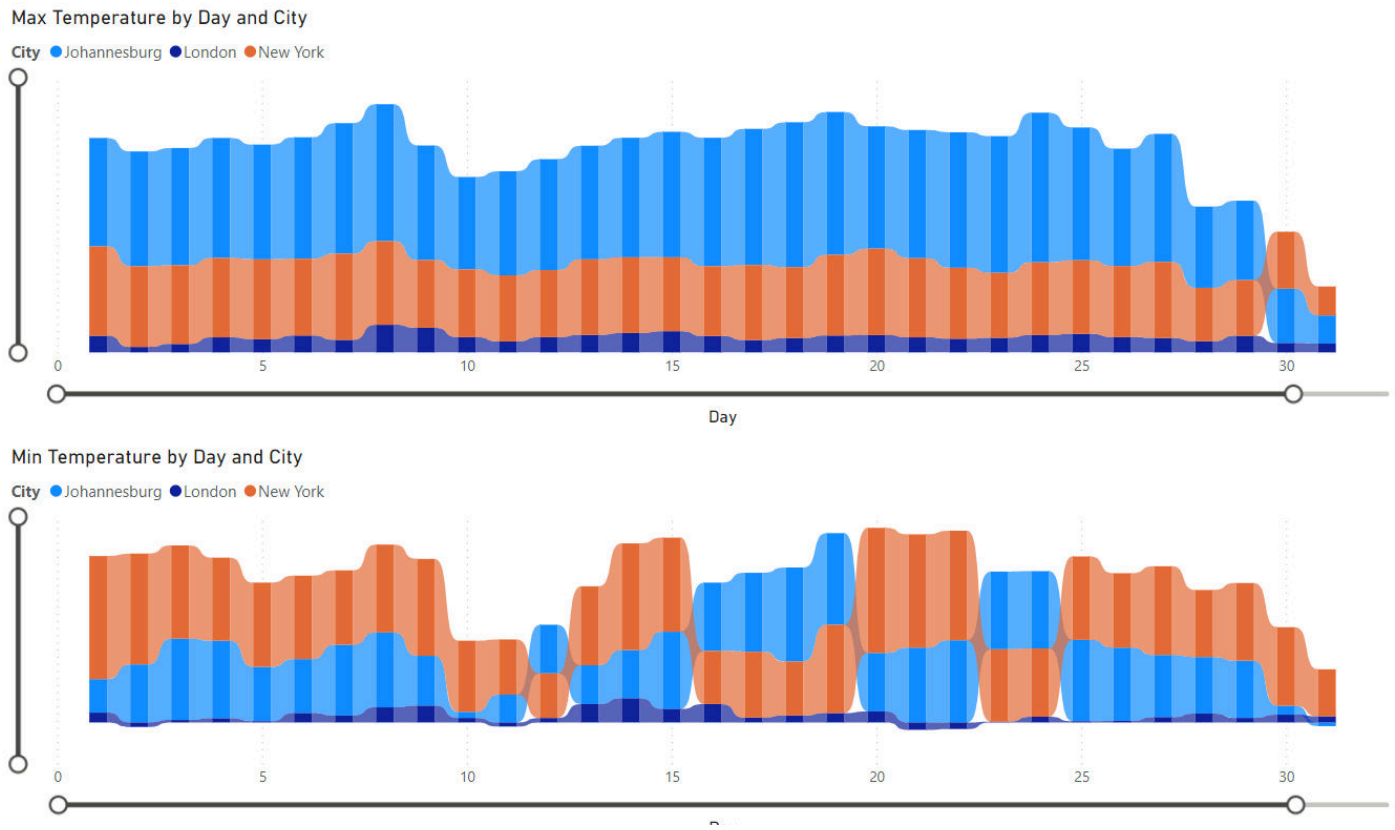 Max Temperature by Day and City
City Johannesburg London New York
0 5 10 15 20 25 30
Day
Min Temperature by Day and City
City Johannesburg London New York
0 5 10 15 20 25 30